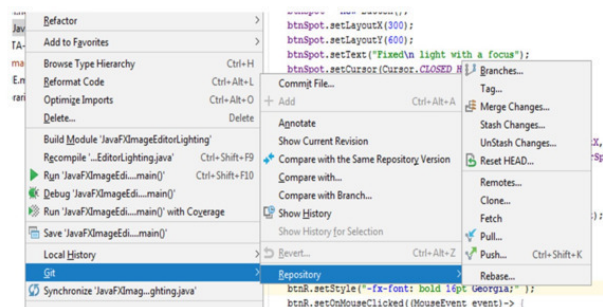 btnSpot.setLayoutX(300);
btnSpot.setLayoutY(600);
btnSpot.setText("Fixed\n light with a focus");
btnSpot.setCursor(Cursor.CLOSED_H
Refactor
Add to Favorites
Browse Type Hierarchy Ctrl+H
Reformat Code Ctrl+Alt+L
Optimize Imports Ctrl+Alt+O
Delete... Delete
Build Module 'JavaFXImageEditorLighting'
Recompile '...EditorLighting.java' Ctrl+Shift+F9
Run 'JavaFXImageEdi....main()' Ctrl+Shift+F10
Debug 'JavaFXImageEdi....main()'
Run 'JavaFXImageEdi....main()' with Coverage
Save 'JavaFXImageEdi....main()'
Local History
Git
Synchronize 'JavaFXImag...ghting.java'
Commit File...
Add Ctrl+Alt+A
Annotate
Show Current Revision
Compare with the Same Repository Version
Compare with...
Compare with Branch...
Show History
Show History for Selection
Revert... Ctrl+Alt+Z
Repository
Branches...
Tag...
Merge Changes...
Stash Changes...
UnStash Changes...
Reset HEAD...
Remotes...
Clone...
Fetch
Pull...
Push... Ctrl+Shift+K
Rebase...
btnR.setStyle("-fx-font: bold 16pt Georgia;" );
btnR.setOnMouseClicked((MouseEvent event)-> {